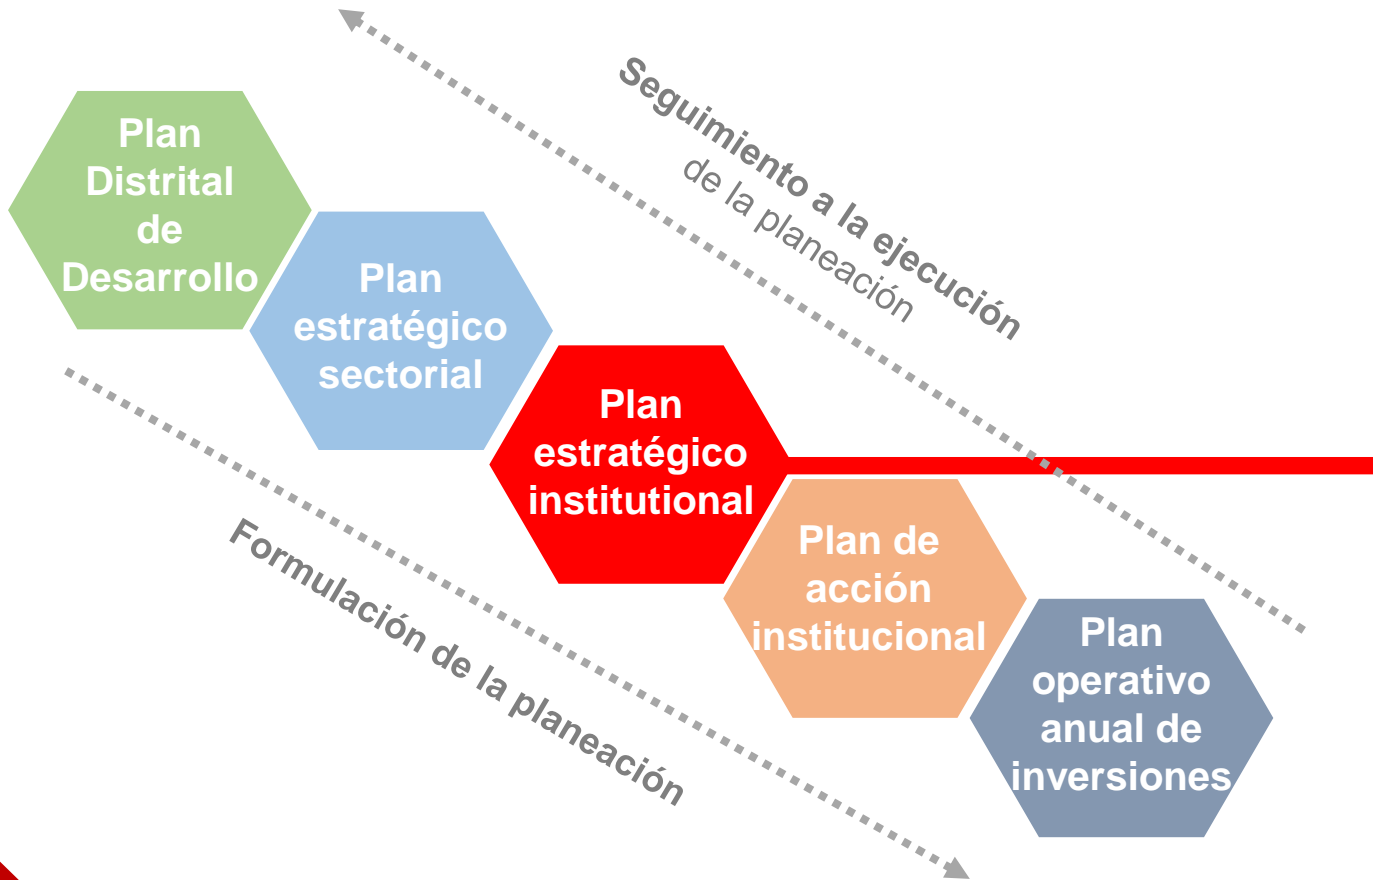 Plan
Distrital
de
Desarrollo
Plan
estratégico
sectorial
Plan
estratégico
institutional
Plan de
acción
institucional
Plan
operativo
anual de
inversiones
Seguimiento a la ejecución
de la planeación
Formulación de la planeación